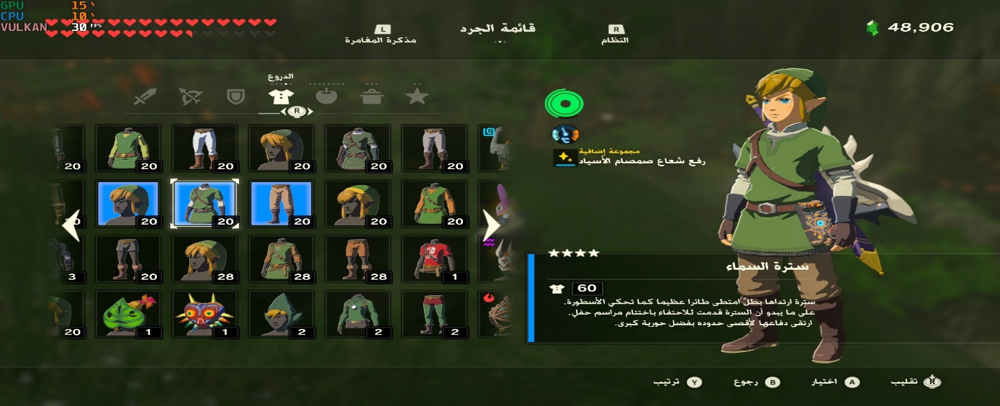 GPU 15 %
CPU 10 %
VULKAN 30 FPS
L
مذكرة المغامرة
قائمة الجرد
R
النظام
48,906
الدروع
R
20 20 20 20 20 20
20 20 20 20 20 20
3 20 28 28 28 1
20 1 1 2 2 2
°C
مجموعة إضافية
رفع شعاع صمصام الأسياد
سترة السماء
60
سترة ارتداها بطلٌ امتطى طائرا عظيما كما تحكي الأسطورة.
على ما يبدو أن السترة قدمت للاحتفاء باختتام مراسم حفلٍ.
ارتقى دفاعها لأقصى حدوده بفضل حورية كبرى.
R تقليب
A اختيار
B رجوع
Y ترتيب